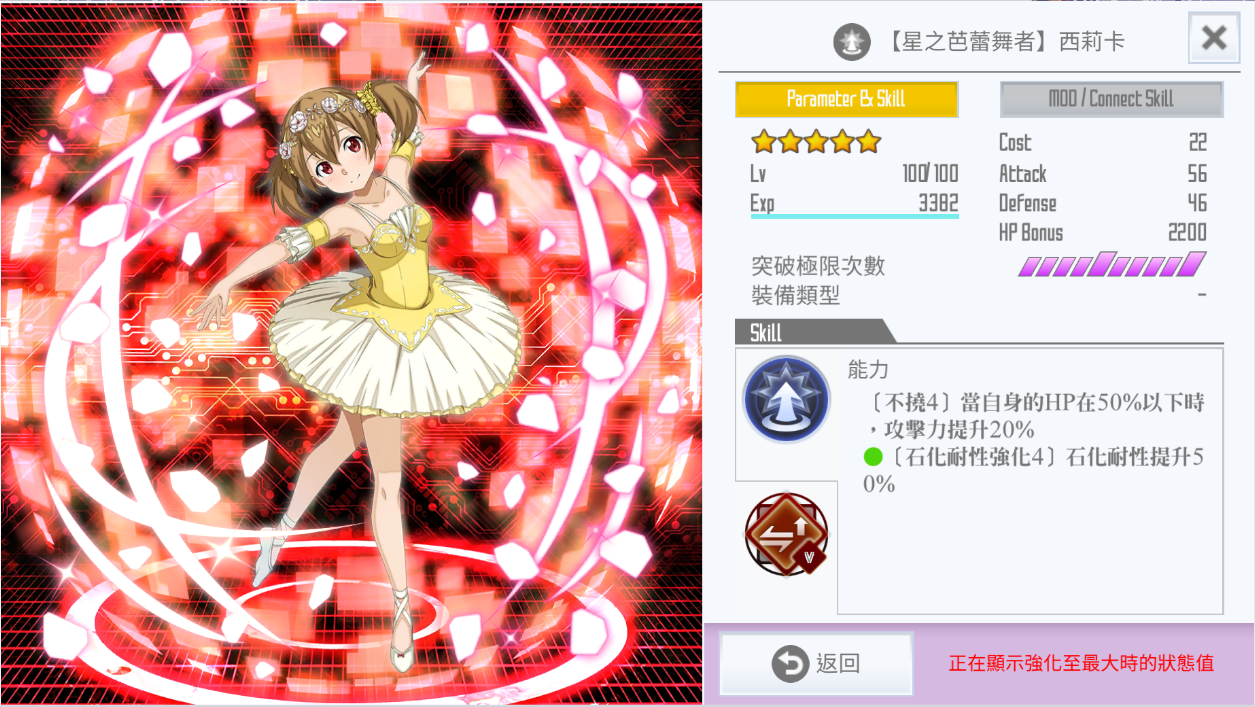 【星之芭蕾舞者】西莉卡
Parameter & Skill
MOD / Connect Skill
Lv 100/100
Exp 3382
突破極限次數
裝備類型 -
Cost 22
Attack 56
Defense 46
HP Bonus 2200
Skill
能力
〔不撓4〕當自身的HP在50%以下時
，攻擊力提升20%
〔石化耐性強化4〕石化耐性提升5
0%
V
返回
正在顯示強化至最大時的狀態值